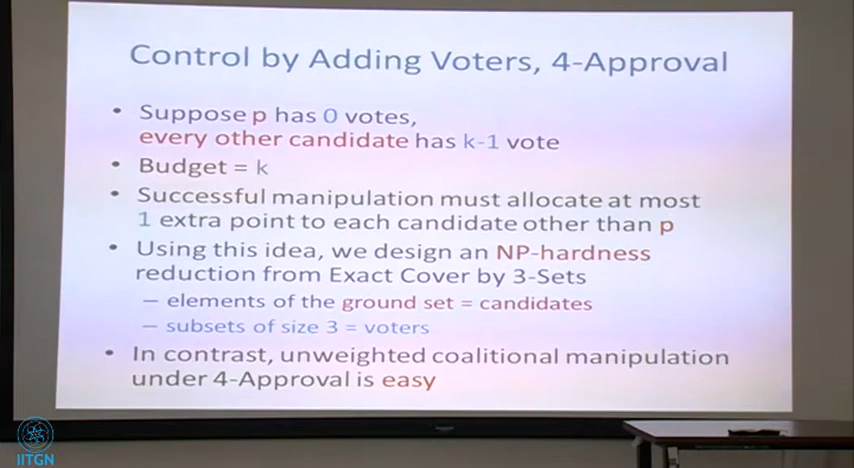 Control by Adding Voters, 4-Approval
• Suppose p has 0 votes,
every other candidate has k-1 vote
• Budget = k
• Successful manipulation must allocate at most
1 extra point to each candidate other than p
• Using this idea, we design an NP-hardness
reduction from Exact Cover by 3-Sets
– elements of the ground set = candidates
– subsets of size 3 = voters
• In contrast, unweighted coalitional manipulation
under 4-Approval is easy
IITGN